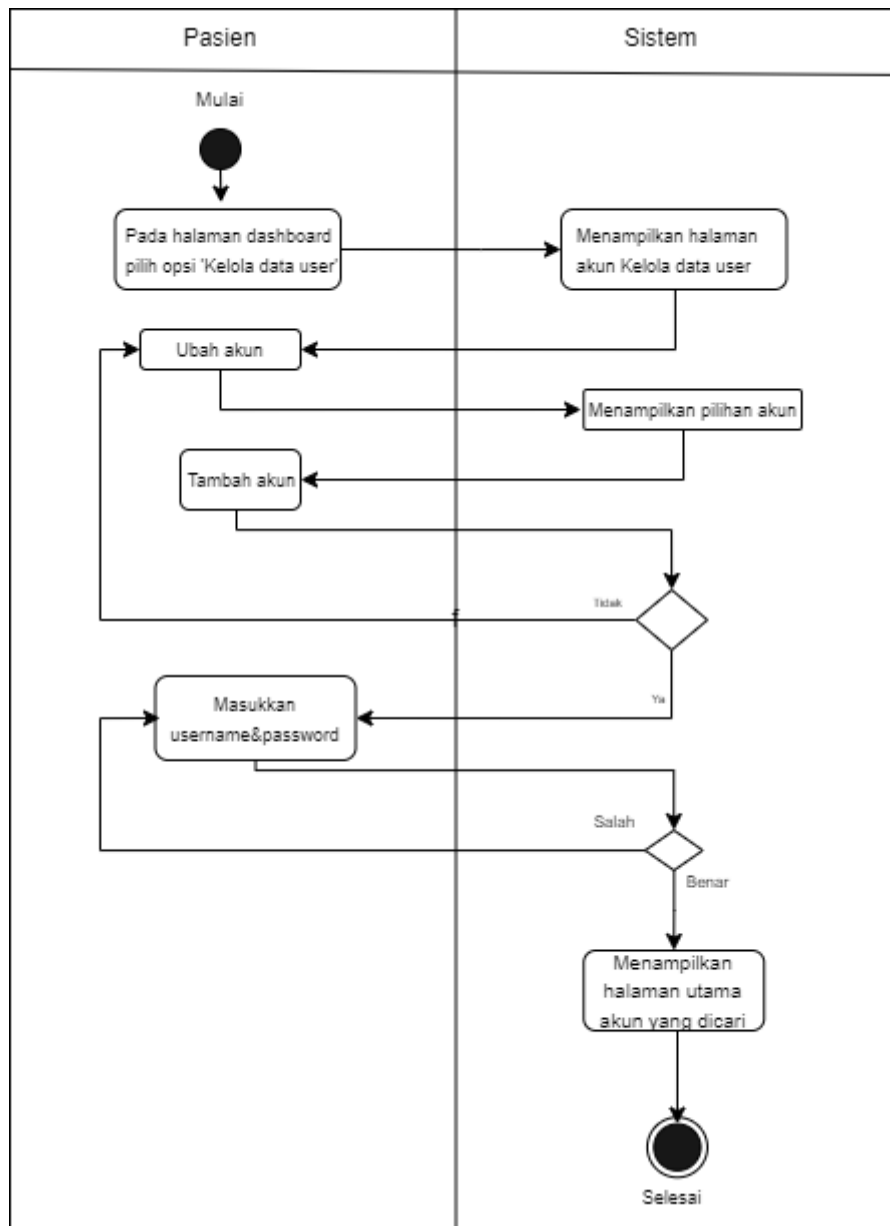 Pasien
Sistem
Mulai
Pada halaman dashboard
pilih opsi 'Kelola data user'
Menampilkan halaman
akun Kelola data user
Ubah akun
Menampilkan pilihan akun
Tambah akun
Tidak
f
Ya
Masukkan
username&password
Salah
Benar
Menampilkan
halaman utama
akun yang dicari
Selesai